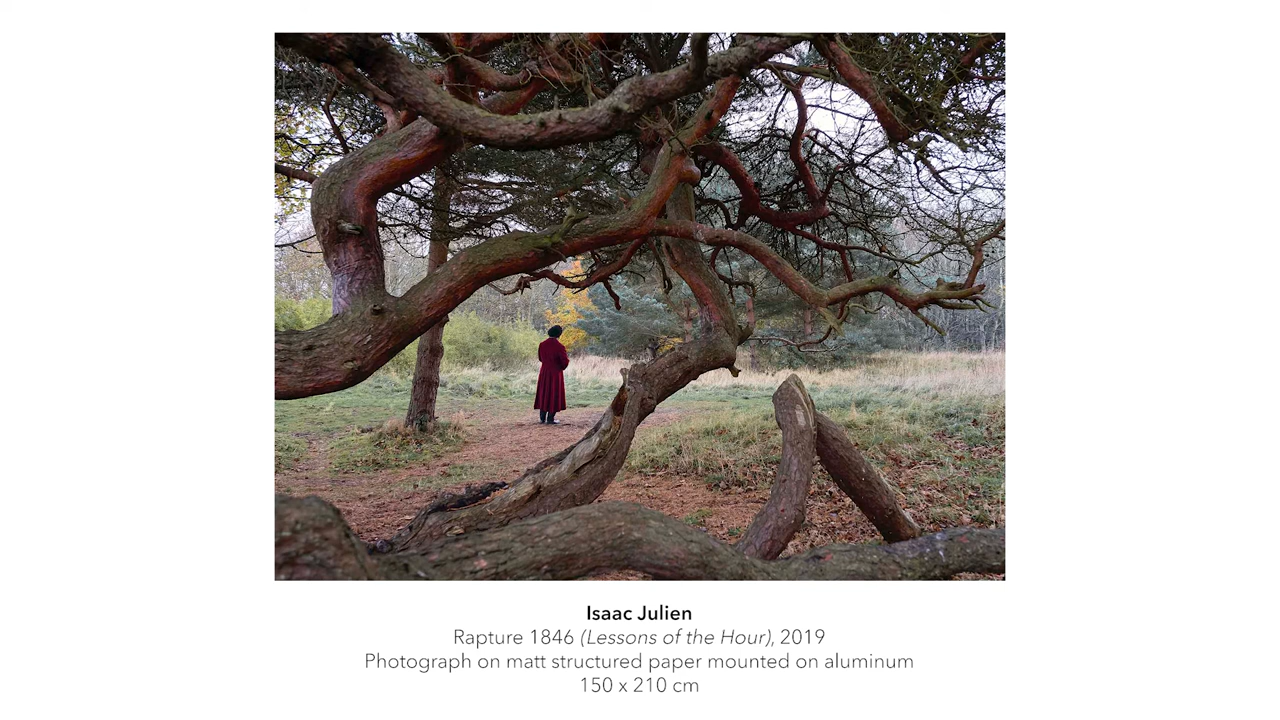 Isaac Julien
Rapture 1846 (Lessons of the Hour), 2019
Photograph on matt structured paper mounted on aluminum
150 x 210 cm